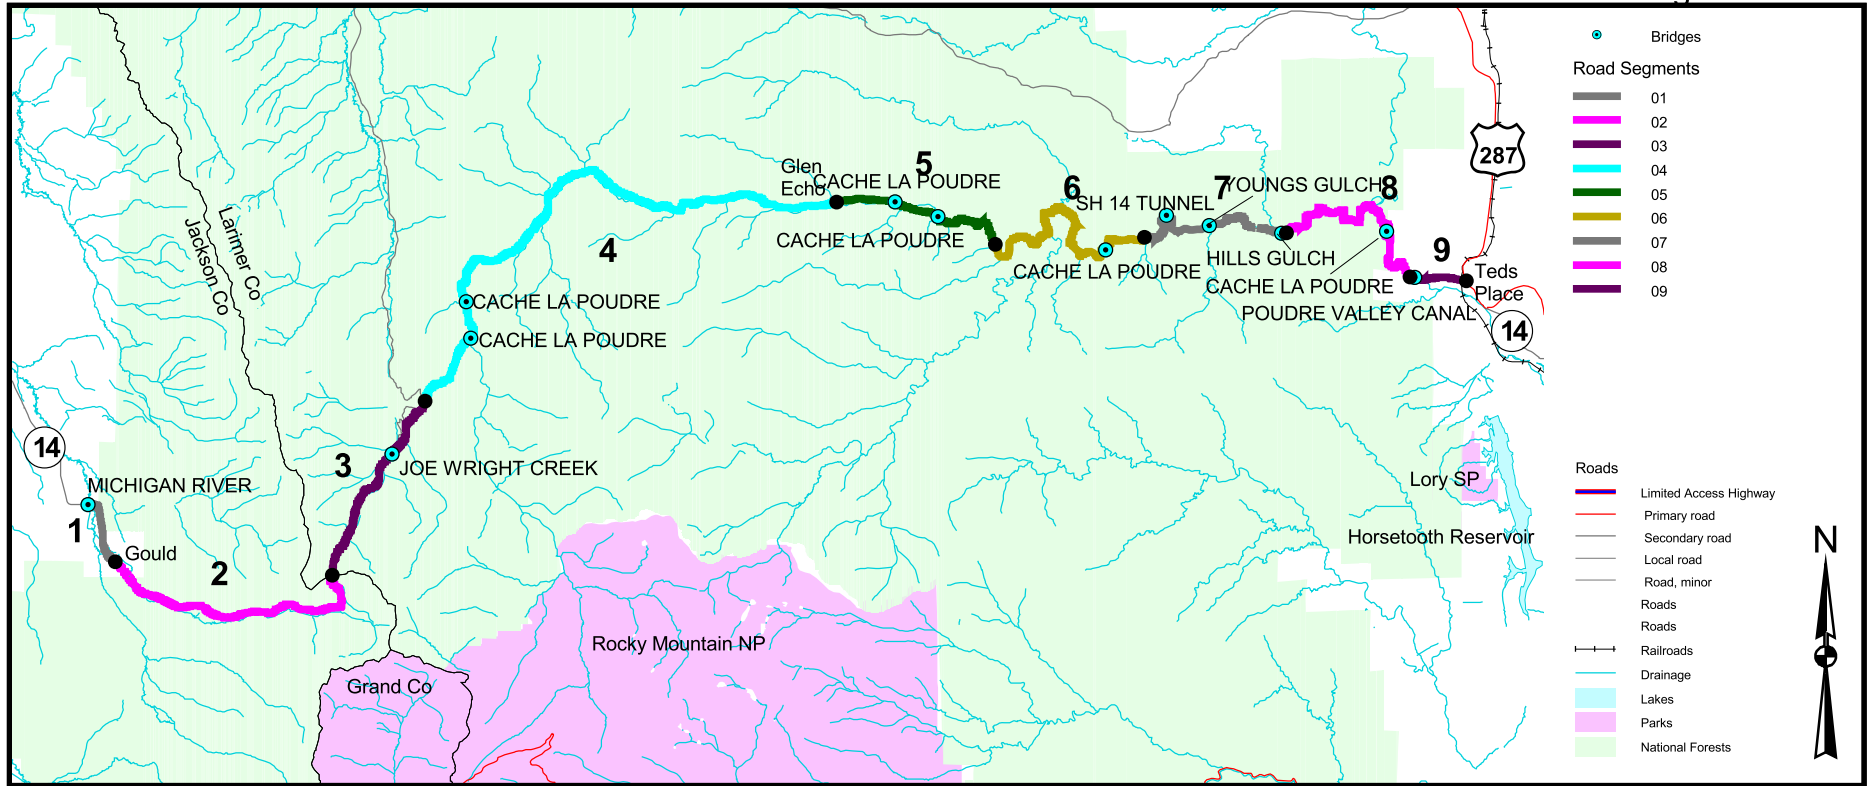 Bridges
Road Segments
01
02
03
04
05
06
07
08
09
287
Glen
Echo
5
CACHE LA POUDRE
6
7
YOUNGS GULCH
8
SH 14 TUNNEL
CACHE LA POUDRE
4
CACHE LA POUDRE
HILLS GULCH
9
CACHE LA POUDRE
Teds
Place
POUDRE VALLEY CANAL
14
Larimer Co
Jackson Co
CACHE LA POUDRE
CACHE LA POUDRE
14
3
JOE WRIGHT CREEK
MICHIGAN RIVER
1
Gould
2
Lory SP
Horsetooth Reservoir
Rocky Mountain NP
Grand Co
Roads
Limited Access Highway
Primary road
Secondary road
Local road
Road, minor
Roads
Roads
Railroads
Drainage
Lakes
Parks
National Forests
N